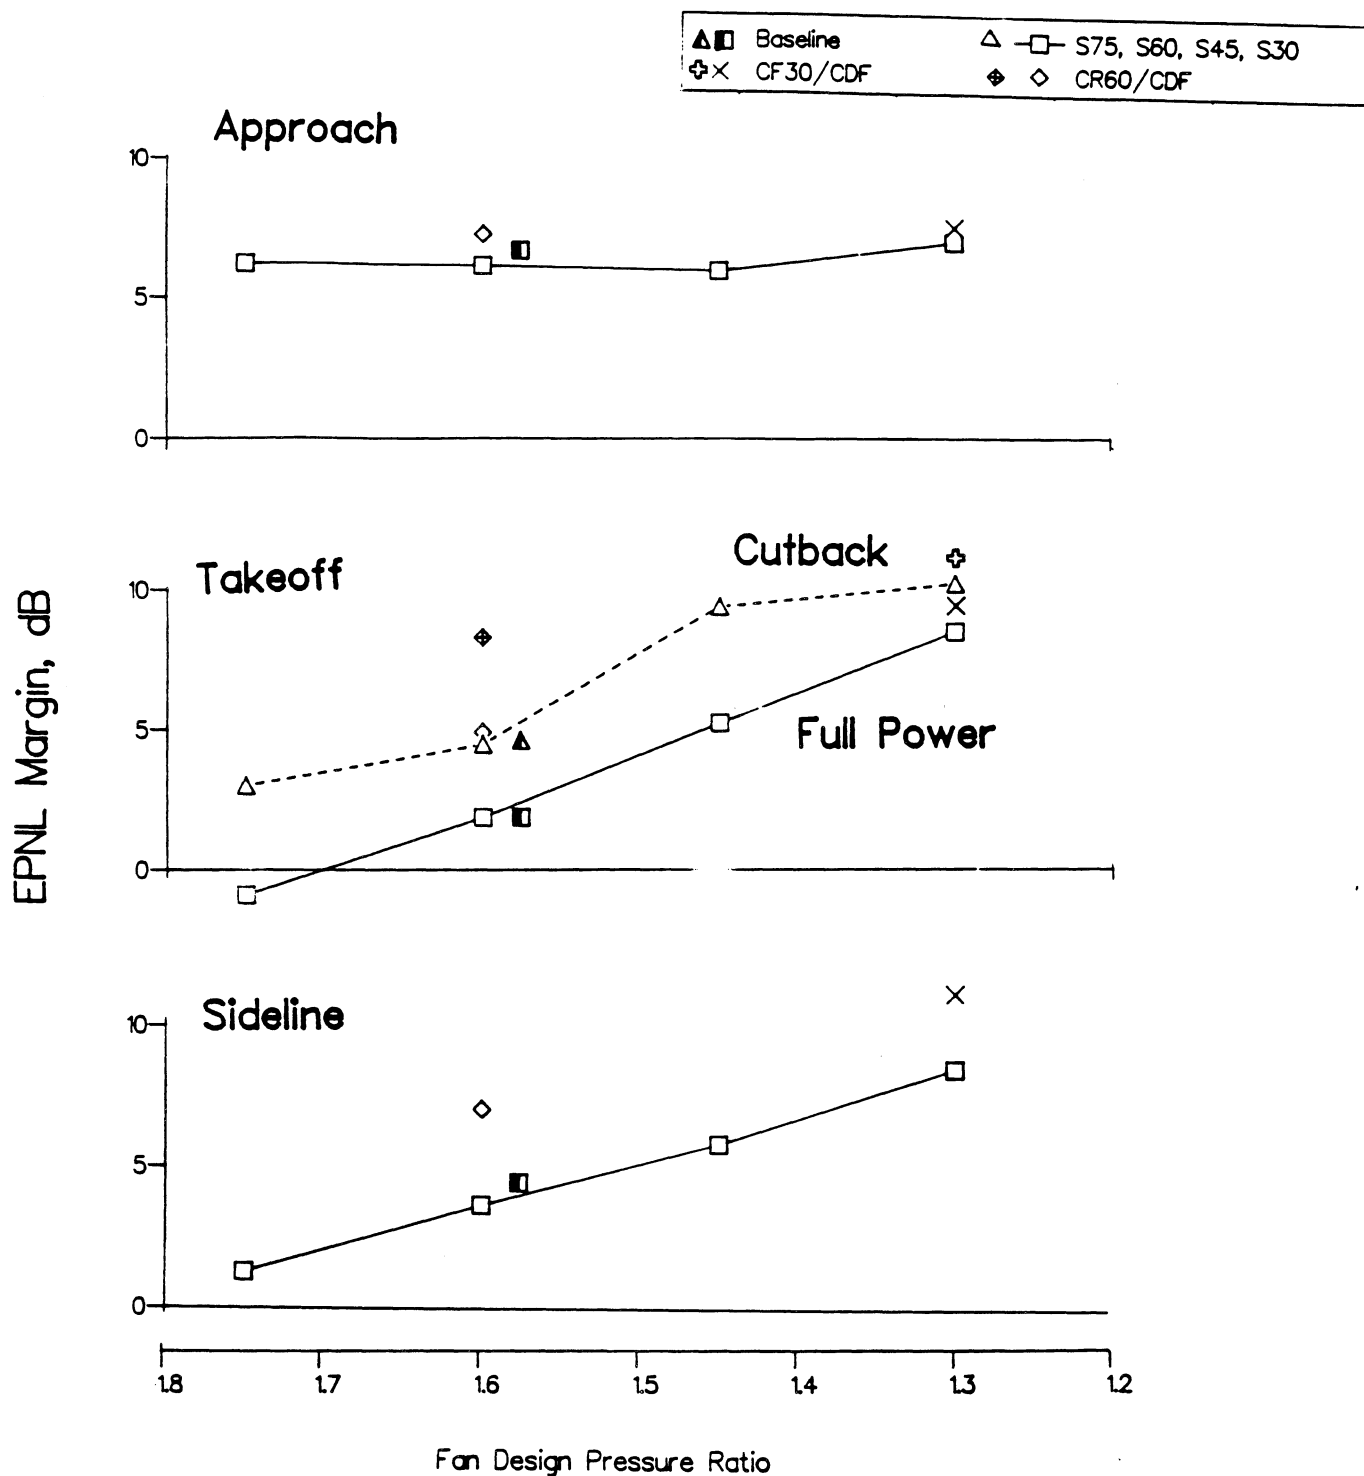 Baseline
S75, S60, S45, S30
CF30/CDF
CR60/CDF
Approach
10
5
0
EPNL Margin, dB
Takeoff
Cutback
10
5
Full Power
0
Sideline
10
5
0
1.8 1.7 1.6 1.5 1.4 1.3 1.2
Fan Design Pressure Ratio